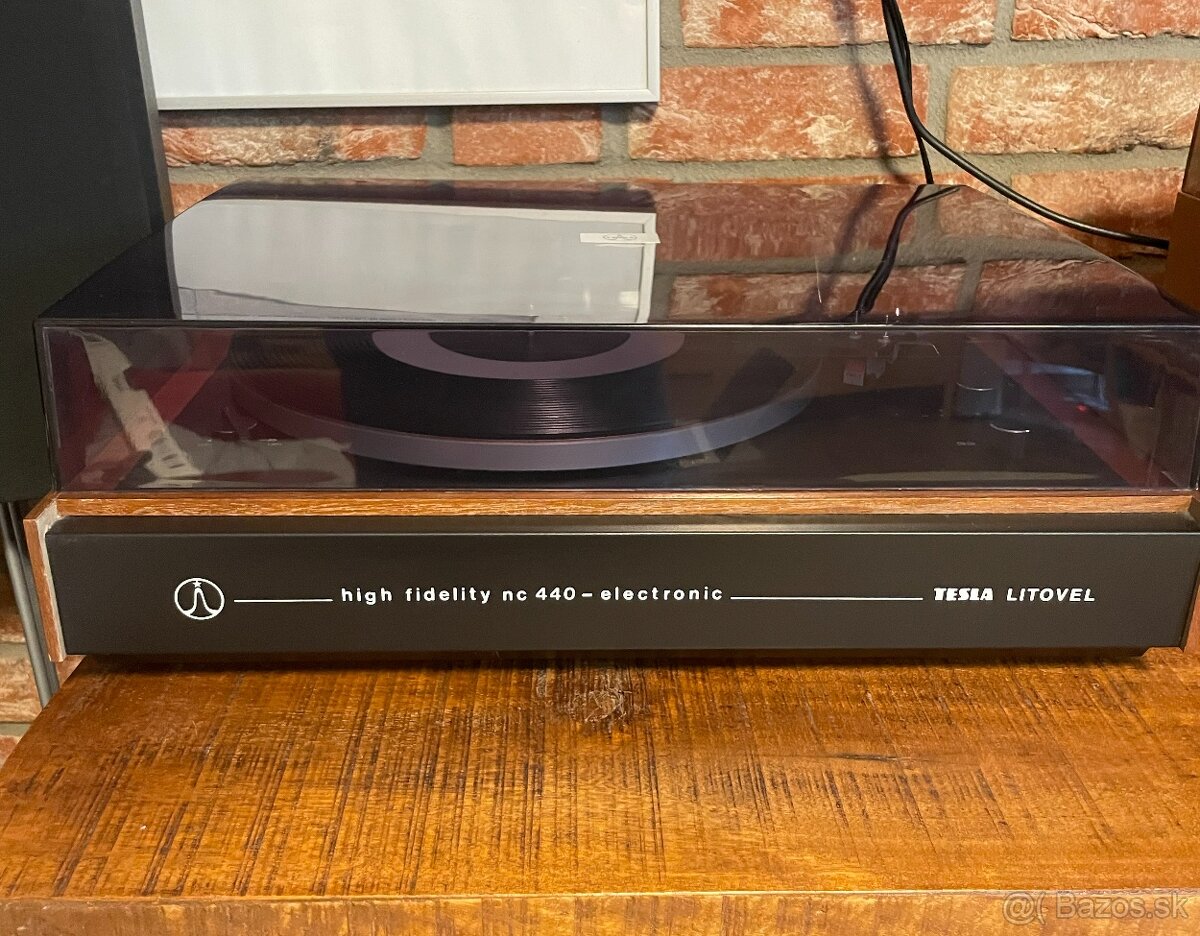 high fidelity nc 440 - electronic TESLA LITOVEL
@( Bazos.sk